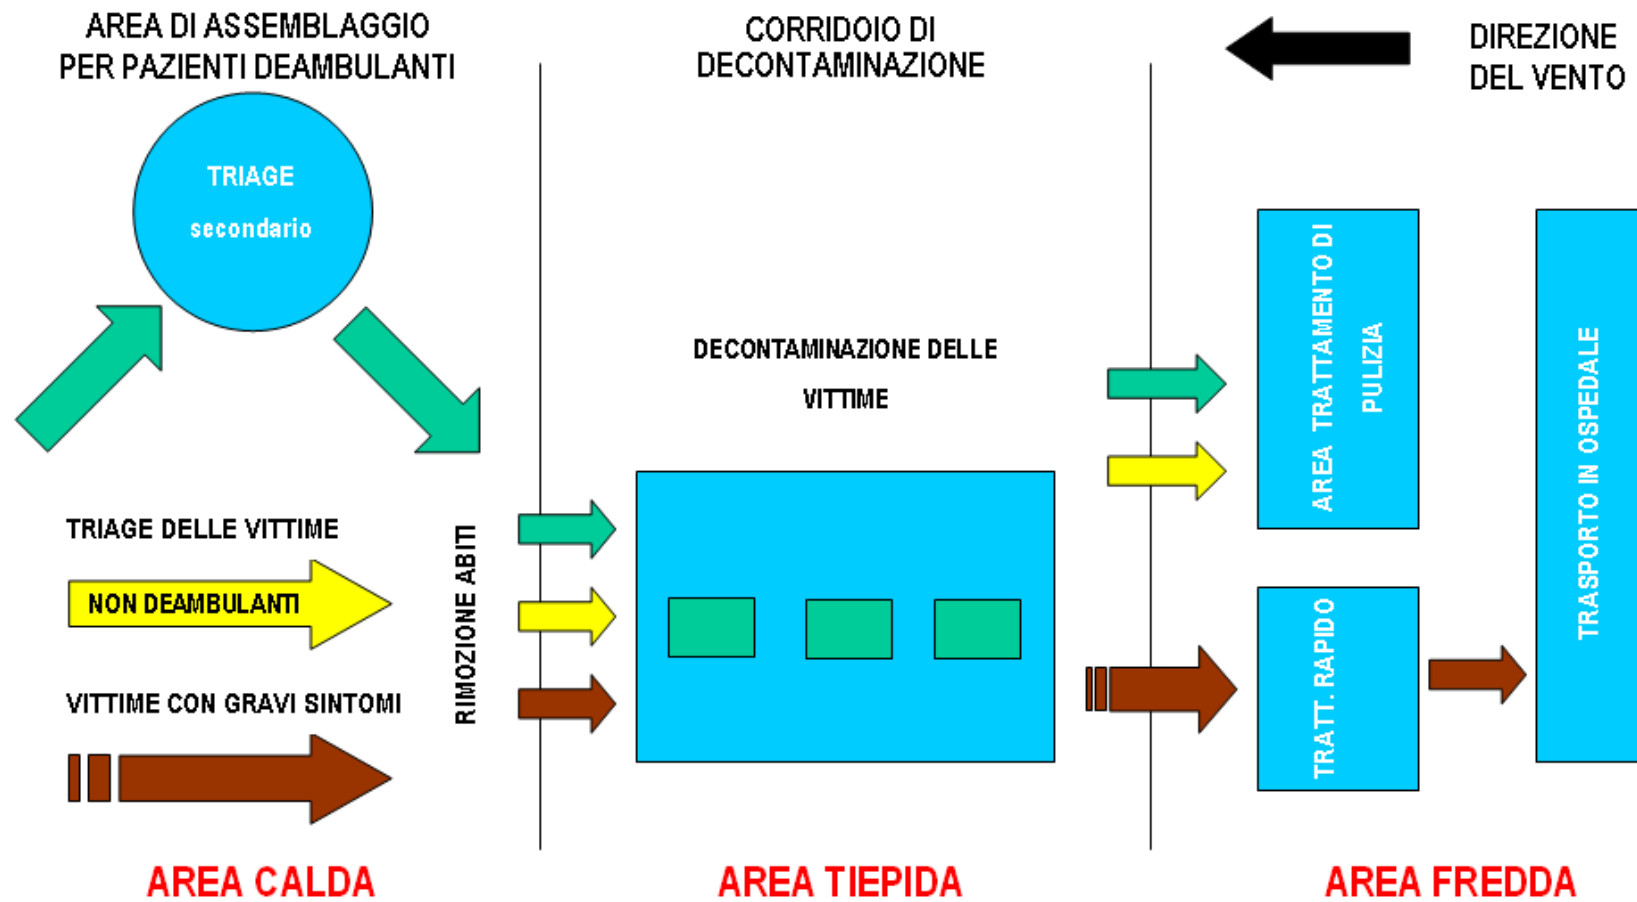 AREA DI ASSEMBLAGGIO
PER PAZIENTI DEAMBULANTI
CORRIDOIO DI
DECONTAMINAZIONE
DIREZIONE
DEL VENTO
TRIAGE
secondario
DECONTAMINAZIONE DELLE
VITTIME
TRIAGE DELLE VITTIME
NON DEAMBULANTI
VITTIME CON GRAVI SINTOMI
RIMOZIONE ABITI
AREA TRATTAMENTO DI
PULIZIA
TRATT. RAPIDO
TRASPORTO IN OSPEDALE
AREA CALDA
AREA TIEPIDA
AREA FREDDA